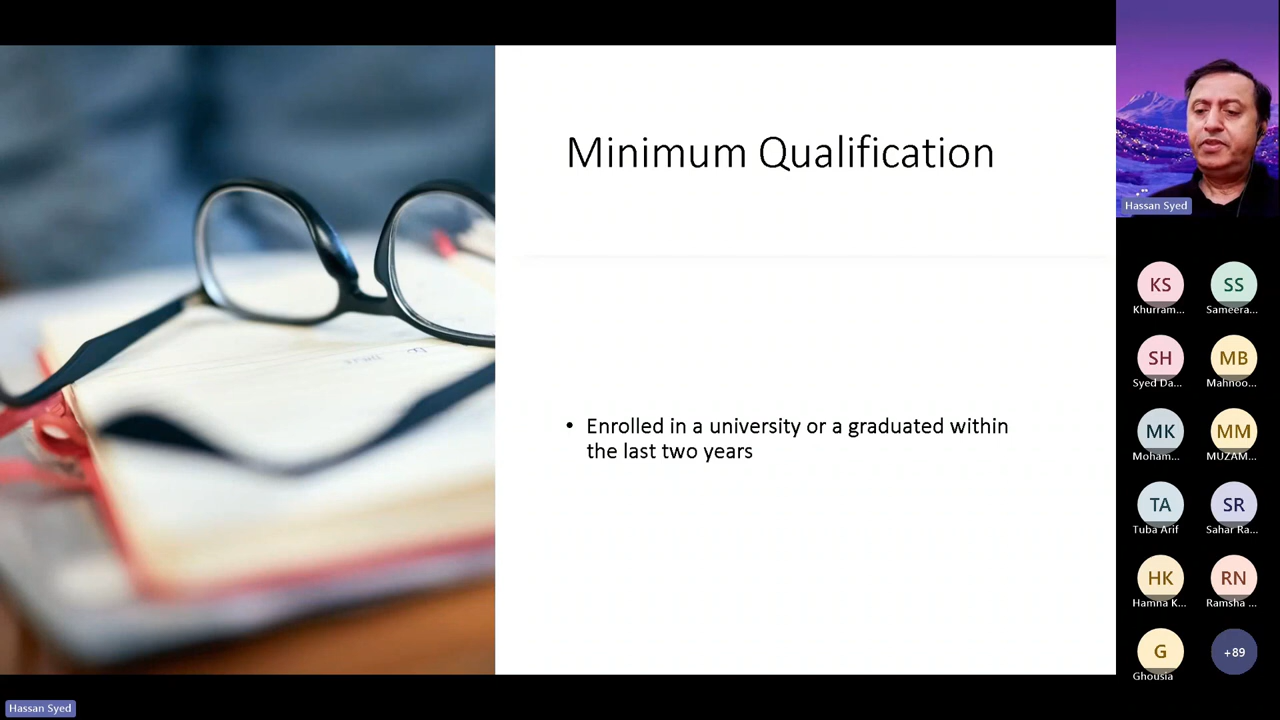 Minimum Qualification
• Enrolled in a university or a graduated within
the last two years
Hassan Syed
KS
Khurram...
SS
Sameera...
SH
Syed Da...
MB
Mahnoo...
MK
Moham...
MM
MUZAM...
TA
Tuba Arif
SR
Sahar Ra...
HK
Hamna K...
RN
Ramsha ...
G
Ghousia
+89
Hassan Syed